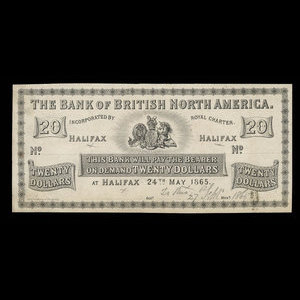 THE BANK OF BRITISH NORTH AMERICA.
INCORPORATED BY ROYAL CHARTER.
20 HALIFAX HALIFAX 20
No No
THIS BANK WILL PAY THE BEARER
ON DEMAND TWENTY DOLLARS
TWENTY DOLLARS TWENTY DOLLARS
AT HALIFAX 24TH MAY 1865.